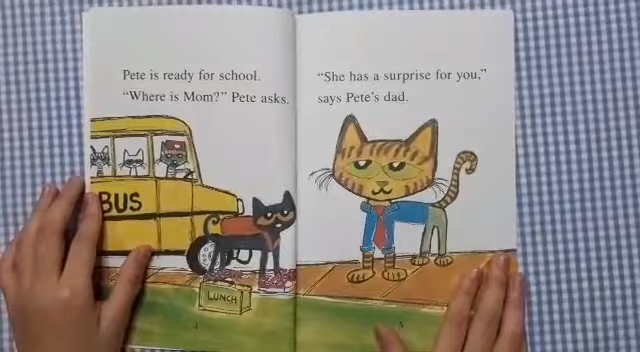 Pete is ready for school.
"Where is Mom?" Pete asks.
"She has a surprise for you,"
says Pete's dad.
BUS
LUNCH